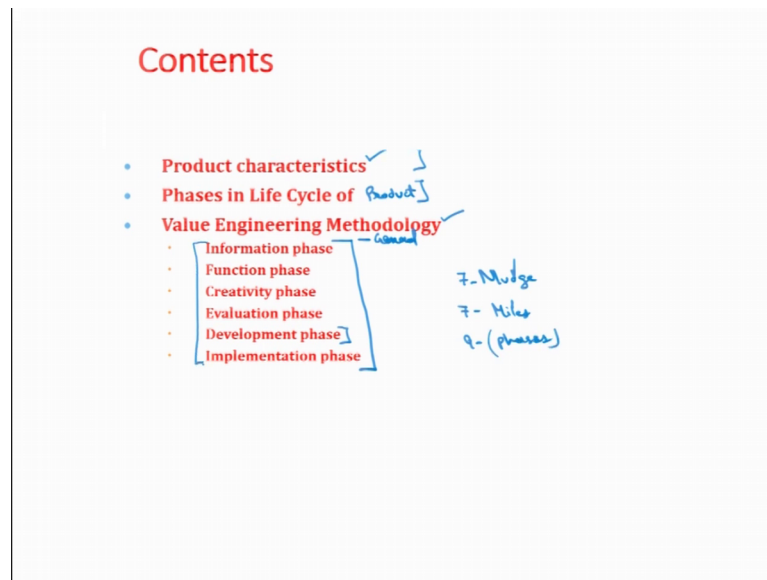 Contents
• Product characteristics
• Phases in Life Cycle of Product
• Value Engineering Methodology
• Information phase - General
• Function phase
• Creativity phase
• Evaluation phase
• Development phase
• Implementation phase
7-Mudge
7- Miles
9-(phases)